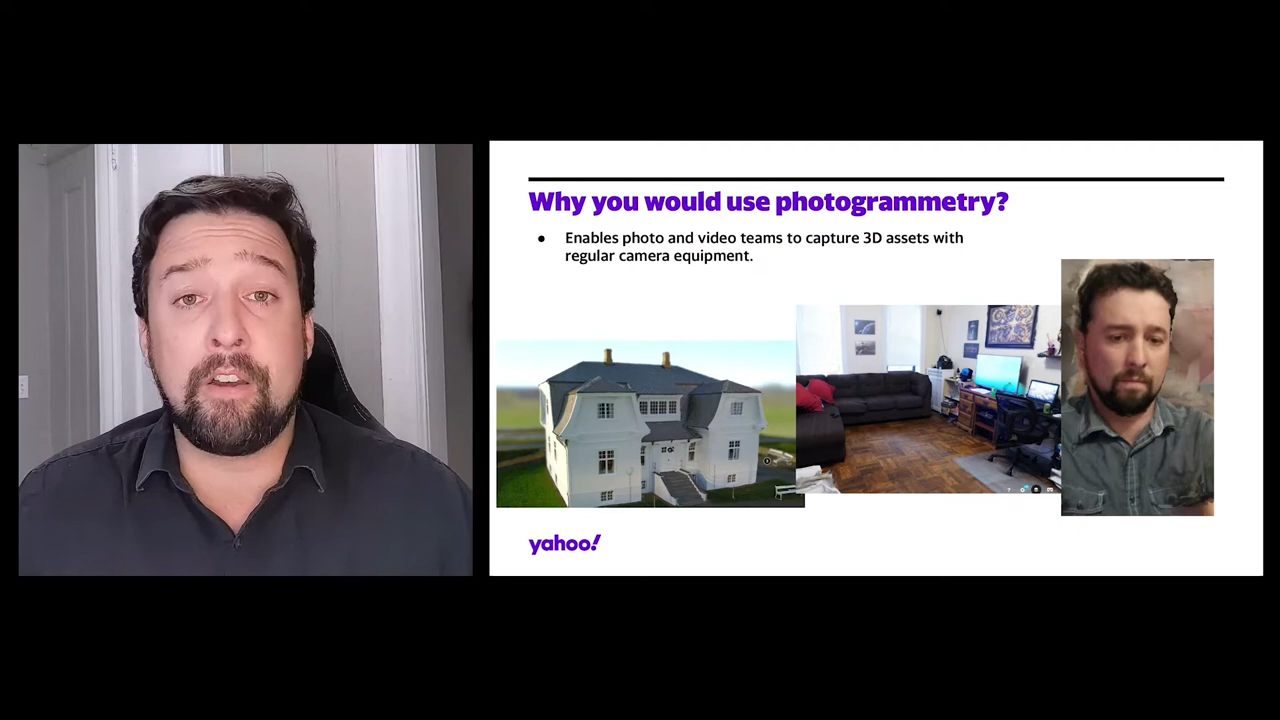 Why you would use photogrammetry?
● Enables photo and video teams to capture 3D assets with
regular camera equipment.
yahoo!